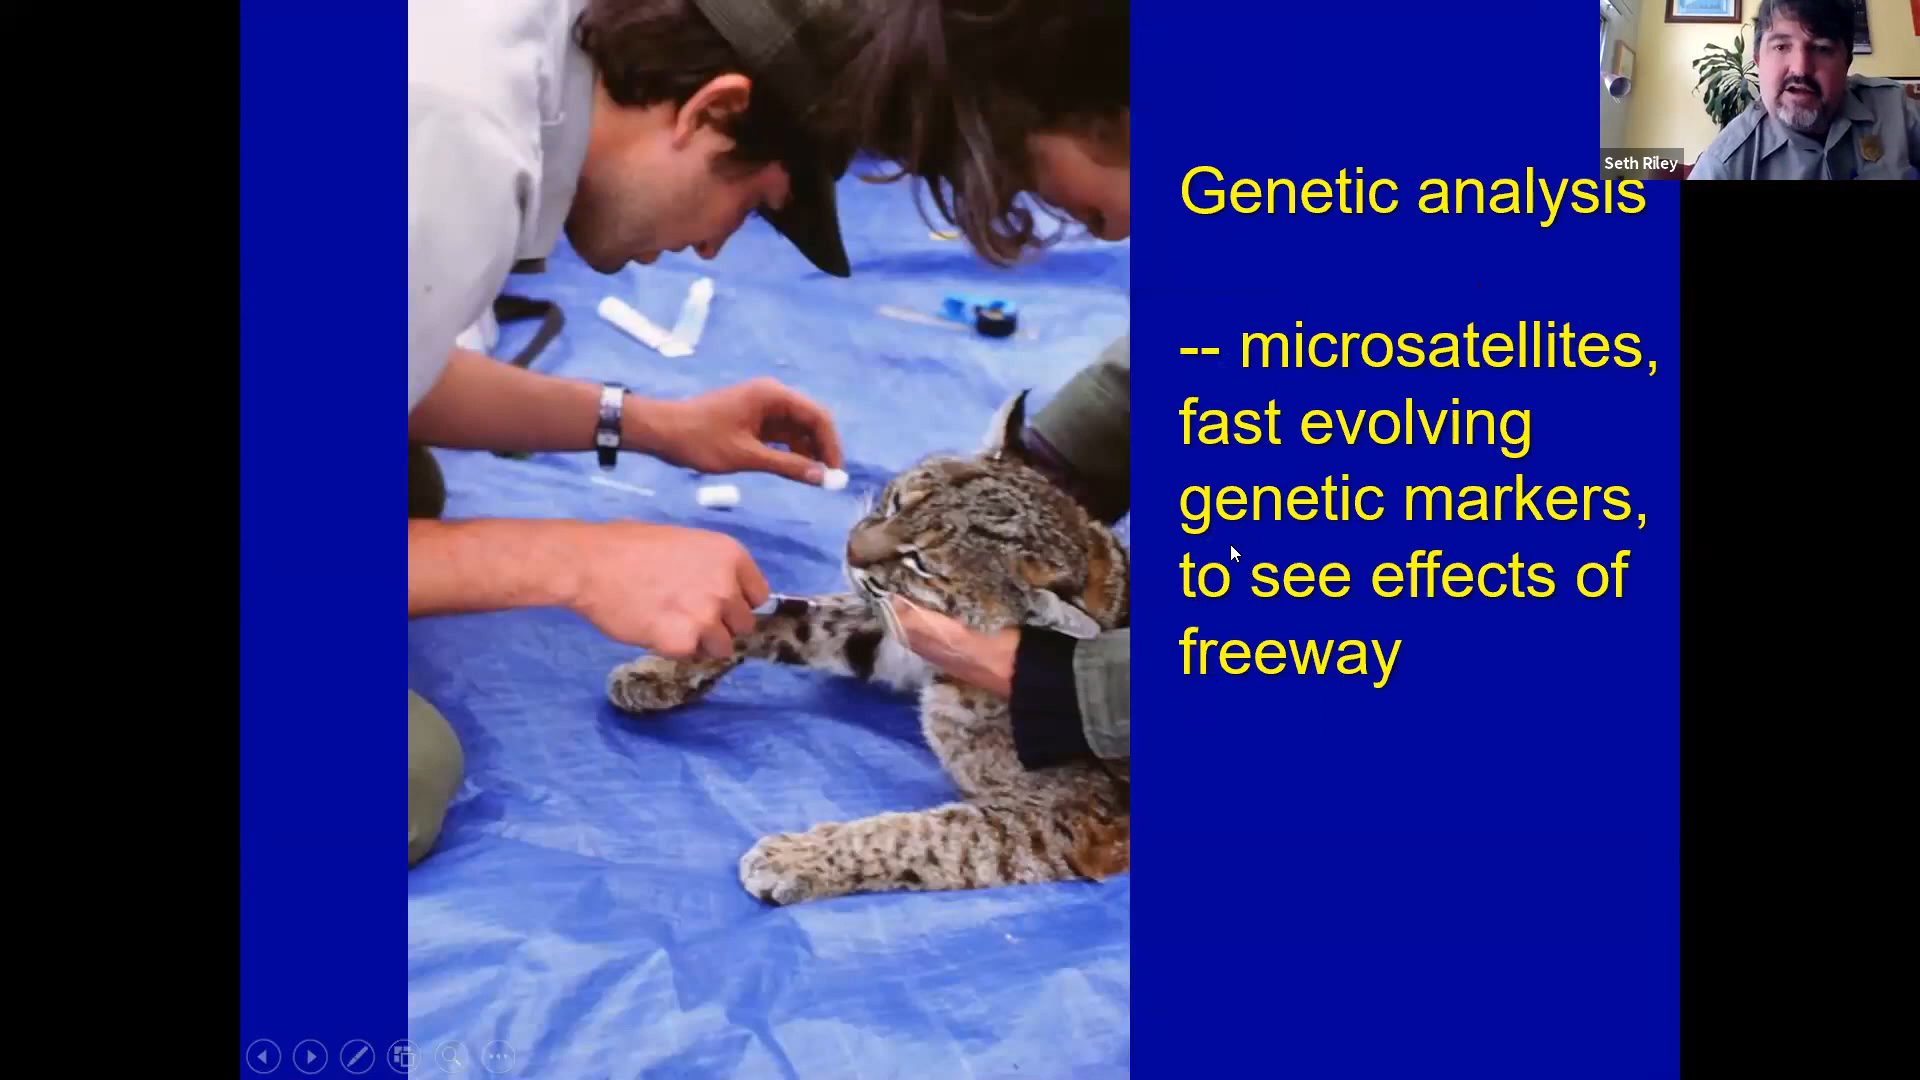 Seth Riley
Genetic analysis
-- microsatellites,
fast evolving
genetic markers,
to see effects of
freeway